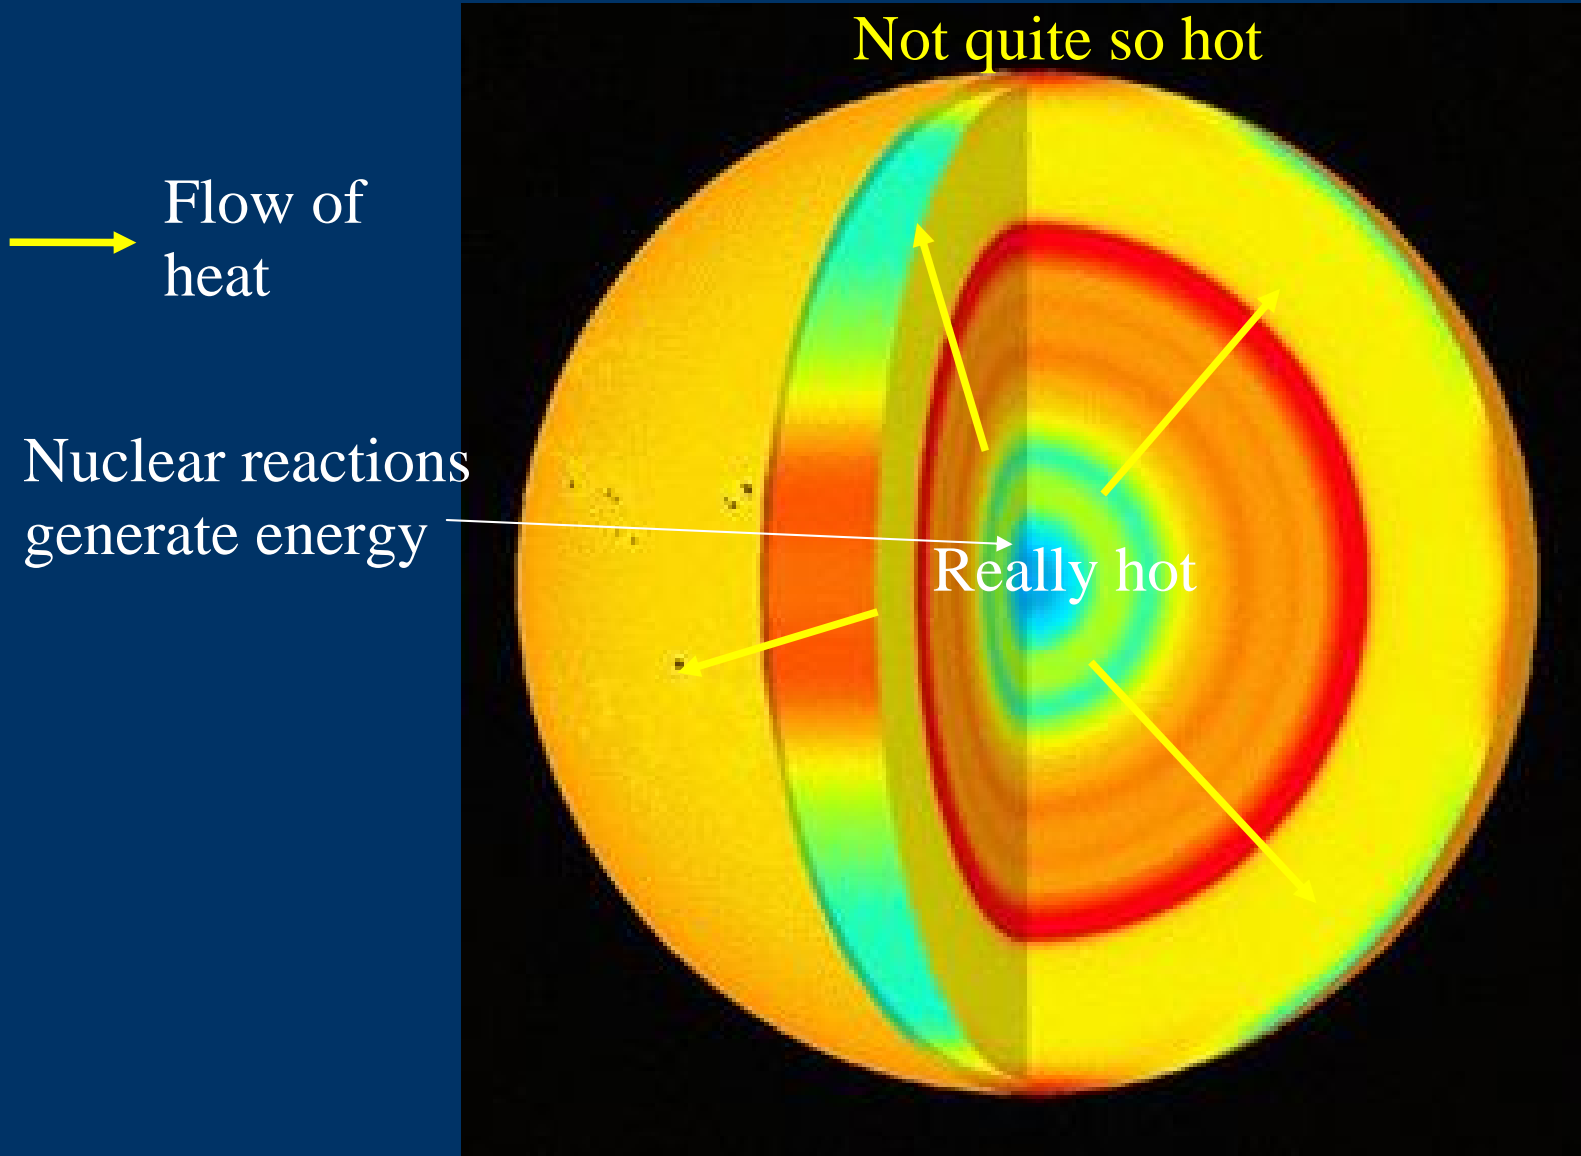 Not quite so hot
Flow of
heat
Nuclear reactions
generate energy
Really hot